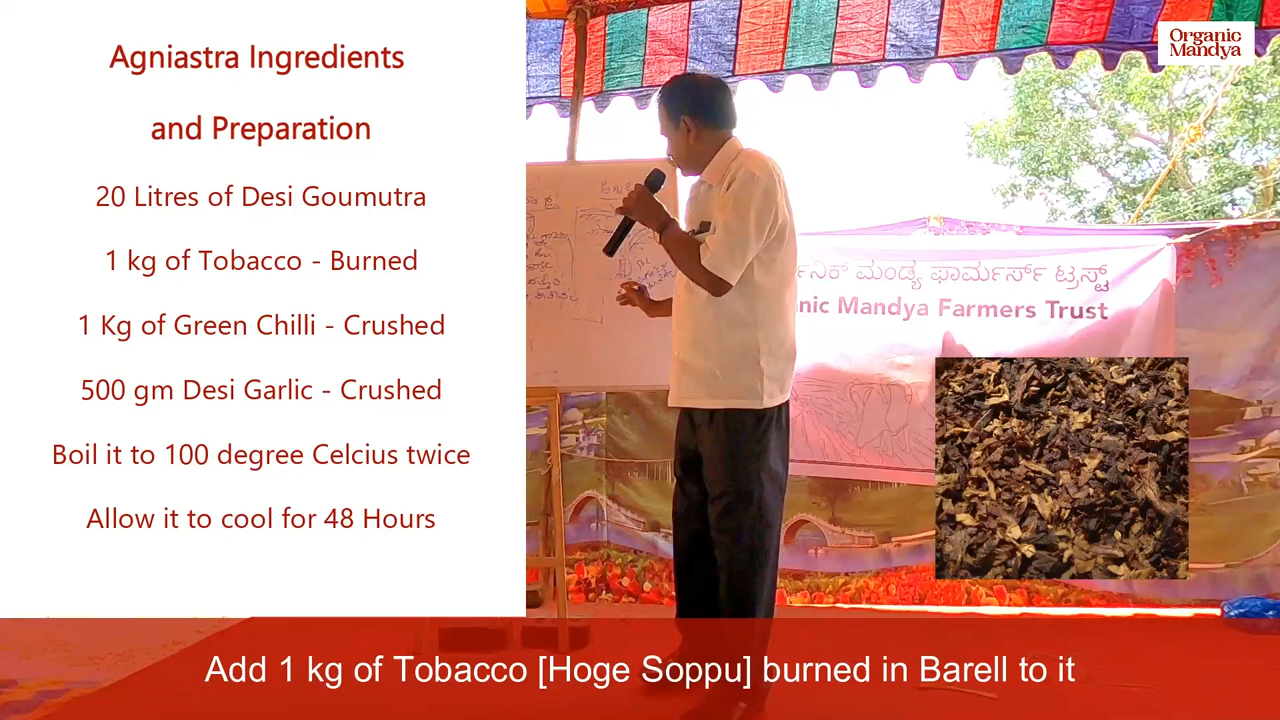 Agniastra Ingredients
and Preparation
20 Litres of Desi Goumutra
1 kg of Tobacco - Burned
1 Kg of Green Chilli - Crushed
500 gm Desi Garlic - Crushed
Boil it to 100 degree Celcius twice
Allow it to cool for 48 Hours
Organic
Mandya
ನಿಕ್ ಮಂಡ್ಯ ಫಾರ್ಮರ್ಸ್ ಟ್ರಸ್ಟ್
nic Mandya Farmers Trust
Add 1 kg of Tobacco [Hoge Soppu] burned in Barell to it